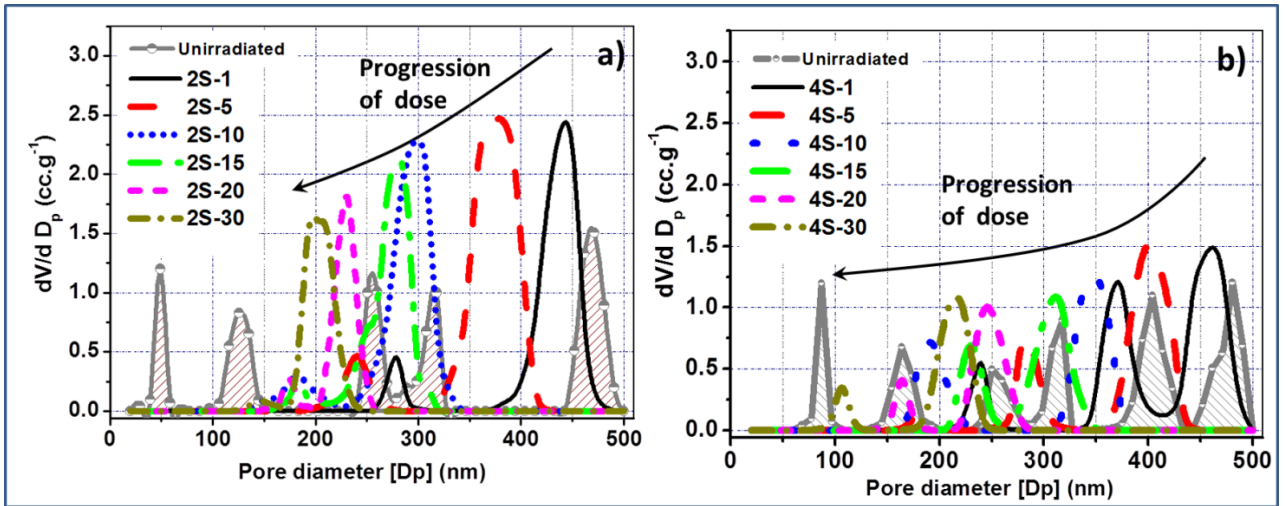 a)
Unirradiated
2S-1
2S-5
2S-10
2S-15
2S-20
2S-30
Progression
of dose
3.0
2.5
2.0
1.5
1.0
0.5
0.0
dV/d Dp (cc.g-1)
0 100 200 300 400 500
Pore diameter [Dp] (nm)
b)
Unirradiated
4S-1
4S-5
4S-10
4S-15
4S-20
4S-30
Progression
of dose
3.0
2.5
2.0
1.5
1.0
0.5
0.0
dV/d Dp (cc.g-1)
0 100 200 300 400 500
Pore diameter [Dp] (nm)